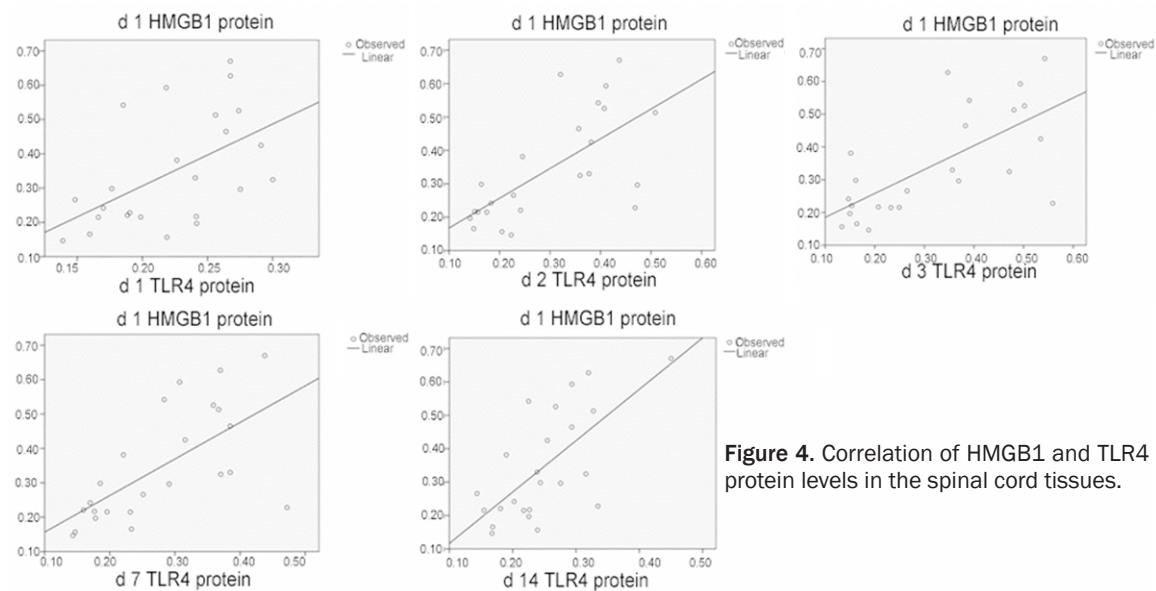 d 1 HMGB1 protein
Observed
Linear
0.70
0.60
0.50
0.40
0.30
0.20
0.10
0.15 0.20 0.25 0.30
d 1 TLR4 protein
d 1 HMGB1 protein
Observed
Linear
0.70
0.60
0.50
0.40
0.30
0.20
0.10
0.10 0.20 0.30 0.40 0.50 0.60
d 2 TLR4 protein
d 1 HMGB1 protein
Observed
Linear
0.70
0.60
0.50
0.40
0.30
0.20
0.10
0.10 0.20 0.30 0.40 0.50 0.60
d 3 TLR4 protein
d 1 HMGB1 protein
Observed
Linear
0.70
0.60
0.50
0.40
0.30
0.20
0.10
0.10 0.20 0.30 0.40 0.50
d 7 TLR4 protein
d 1 HMGB1 protein
Observed
Linear
0.70
0.60
0.50
0.40
0.30
0.20
0.10
0.10 0.20 0.30 0.40 0.50
d 14 TLR4 protein
Figure 4. Correlation of HMGB1 and TLR4
protein levels in the spinal cord tissues.